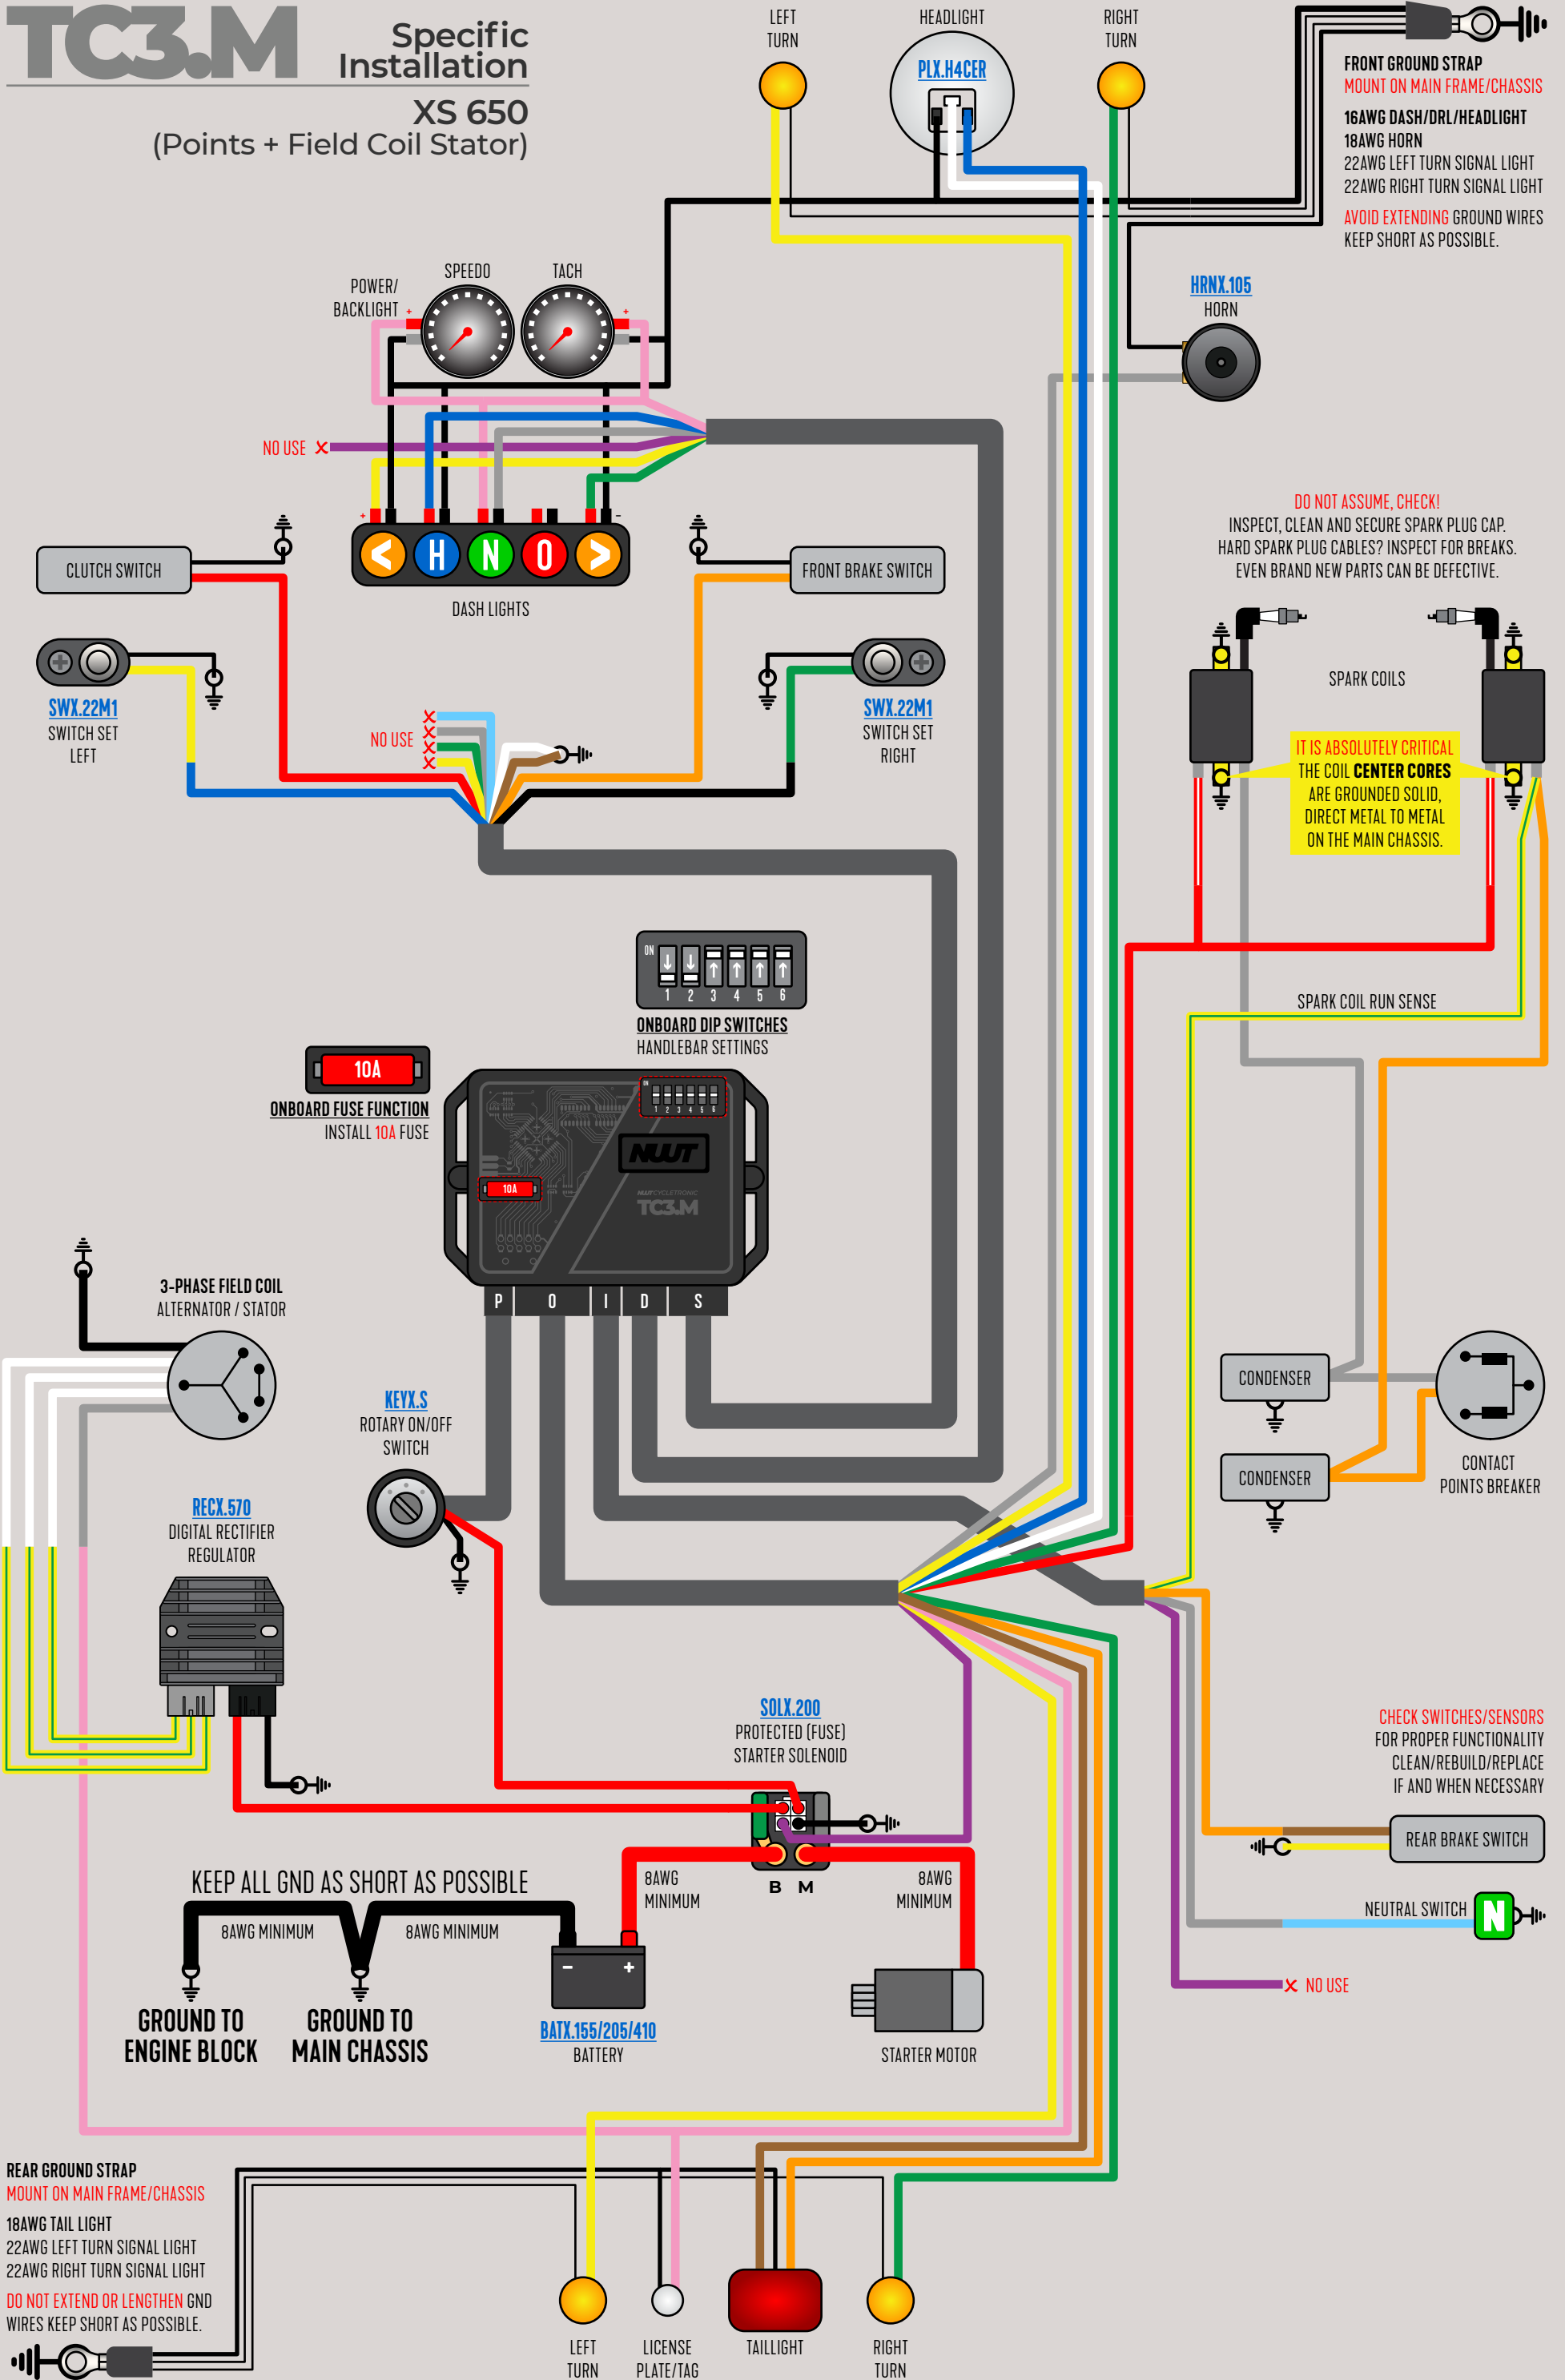 TC3.M
Specific
Installation
XS 650
(Points + Field Coil Stator)
LEFT
TURN
HEADLIGHT
PLX.H4CER
RIGHT
TURN
FRONT GROUND STRAP
MOUNT ON MAIN FRAME/CHASSIS
16AWG DASH/DRL/HEADLIGHT
18AWG HORN
22AWG LEFT TURN SIGNAL LIGHT
22AWG RIGHT TURN SIGNAL LIGHT
AVOID EXTENDING GROUND WIRES
KEEP SHORT AS POSSIBLE.
POWER/
BACKLIGHT
SPEEDO
TACH
+
+
HRNX.105
HORN
NO USE X
+
-
< H N O >
DASH LIGHTS
CLUTCH SWITCH
FRONT BRAKE SWITCH
SWX.22M1
SWITCH SET
LEFT
SWX.22M1
SWITCH SET
RIGHT
X
X
NO USE
X
X
DO NOT ASSUME, CHECK!
INSPECT, CLEAN AND SECURE SPARK PLUG CAP.
HARD SPARK PLUG CABLES? INSPECT FOR BREAKS.
EVEN BRAND NEW PARTS CAN BE DEFECTIVE.
SPARK COILS
IT IS ABSOLUTELY CRITICAL
THE COIL CENTER CORES
ARE GROUNDED SOLID,
DIRECT METAL TO METAL
ON THE MAIN CHASSIS.
SPARK COIL RUN SENSE
ON
1 2 3 4 5 6
ONBOARD DIP SWITCHES
HANDLEBAR SETTINGS
10A
ONBOARD FUSE FUNCTION
INSTALL 10A FUSE
ON
1 2 3 4 5 6
NWT
10A
NWTCYCLETRONIC
TC3.M
P O I D S
3-PHASE FIELD COIL
ALTERNATOR / STATOR
KEYX.S
ROTARY ON/OFF
SWITCH
RECX.570
DIGITAL RECTIFIER
REGULATOR
CONDENSER
CONDENSER
CONTACT
POINTS BREAKER
SOLX.200
PROTECTED (FUSE)
STARTER SOLENOID
B M
8AWG
MINIMUM
8AWG
MINIMUM
KEEP ALL GND AS SHORT AS POSSIBLE
8AWG MINIMUM
8AWG MINIMUM
GROUND TO
ENGINE BLOCK
GROUND TO
MAIN CHASSIS
- +
BATX.155/205/410
BATTERY
STARTER MOTOR
CHECK SWITCHES/SENSORS
FOR PROPER FUNCTIONALITY
CLEAN/REBUILD/REPLACE
IF AND WHEN NECESSARY
REAR BRAKE SWITCH
NEUTRAL SWITCH
N
X NO USE
REAR GROUND STRAP
MOUNT ON MAIN FRAME/CHASSIS
18AWG TAIL LIGHT
22AWG LEFT TURN SIGNAL LIGHT
22AWG RIGHT TURN SIGNAL LIGHT
DO NOT EXTEND OR LENGTHEN GND
WIRES KEEP SHORT AS POSSIBLE.
LEFT
TURN
LICENSE
PLATE/TAG
TAILLIGHT
RIGHT
TURN